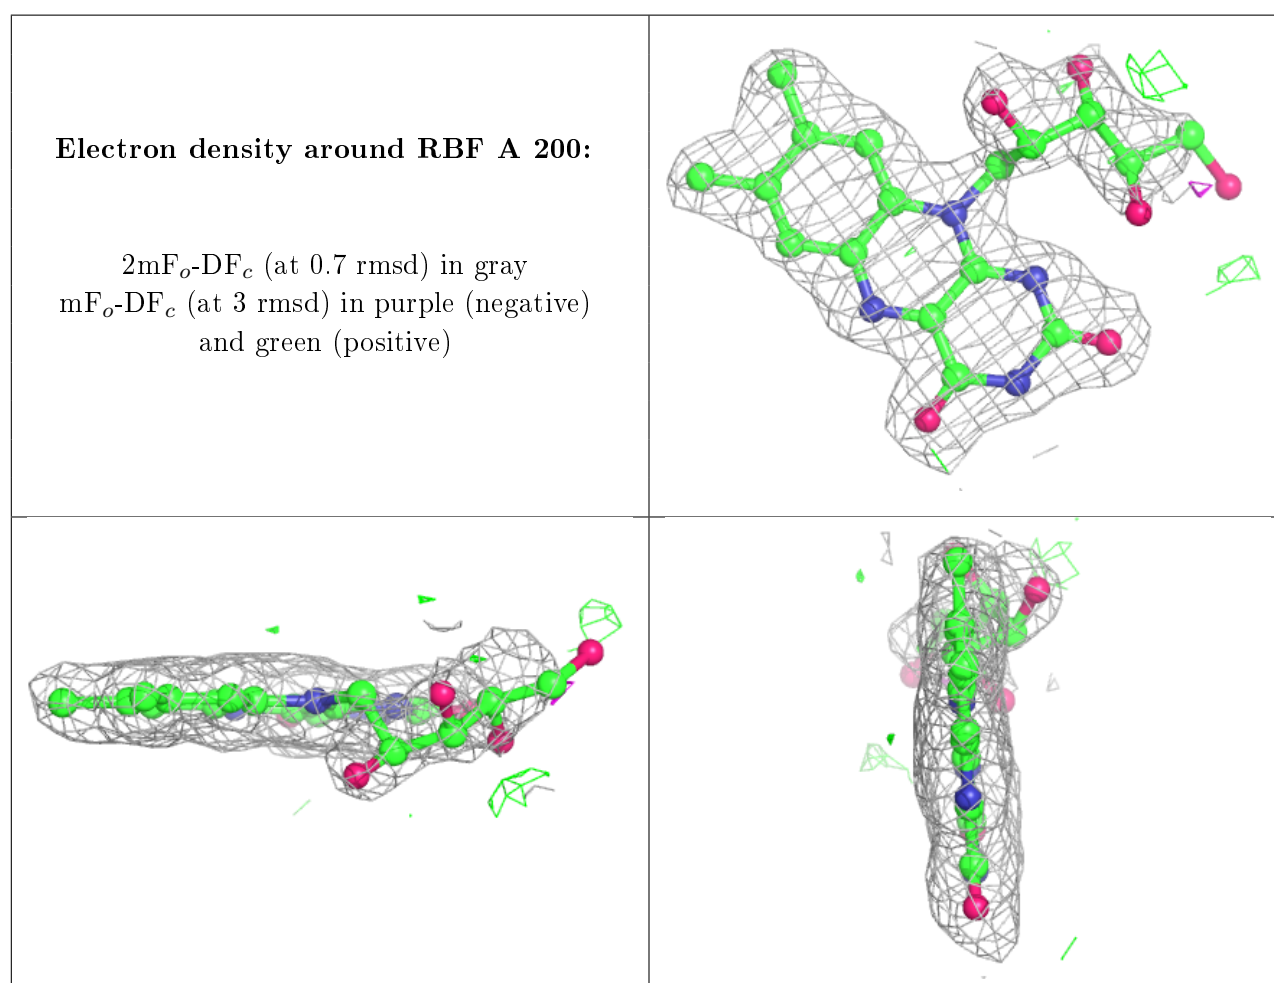 Electron density around RBF A 200:
2mFo-DFc (at 0.7 rmsd) in gray
mFo-DFc (at 3 rmsd) in purple (negative)
and green (positive)